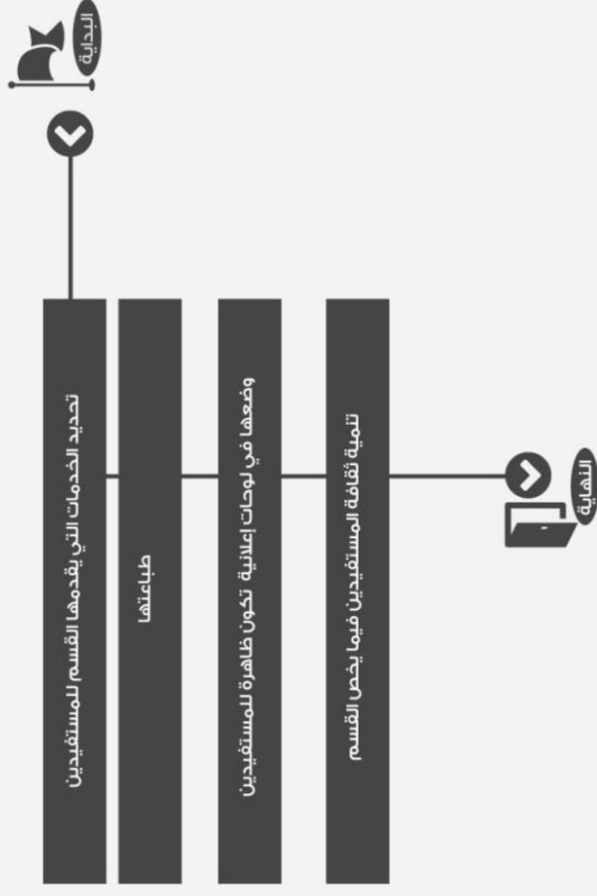 البداية
تحديد الخدمات التي يقدمها القسم للمستفيدين
طباعتها
وضعها في لوحات إعلانية تكون ظاهرة للمستفيدين
تنمية ثقافة المستفيدين فيما يخص القسم
النهاية